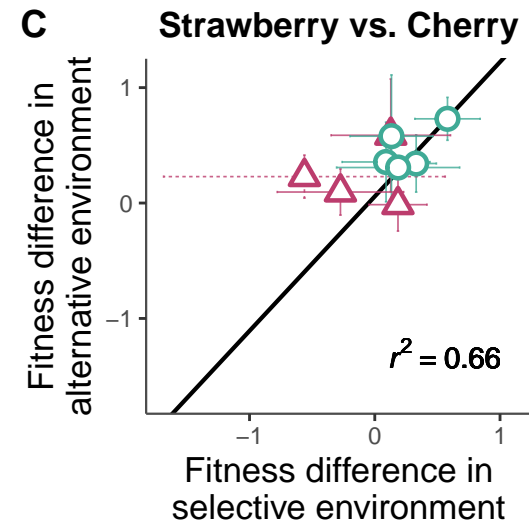 C Strawberry vs. Cherry
Fitness difference in
alternative environment
1
0
−1
r² = 0.66
−1 0 1
Fitness difference in
selective environment